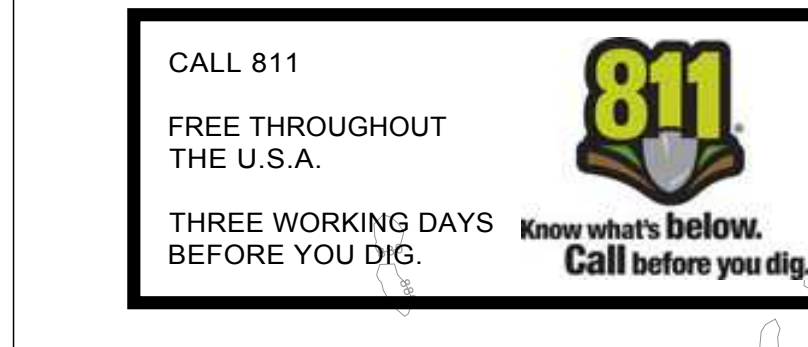 CALL 811
FREE THROUGHOUT
THE U.S.A.
THREE WORKING DAYS
BEFORE YOU DIG.
811
Know what's below.
Call before you dig.